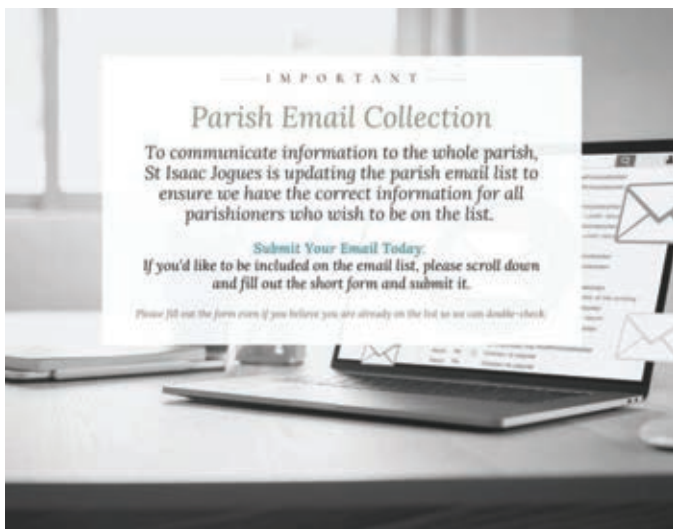 IMPORTANT
Parish Email Collection
To communicate information to the whole parish,
St Isaac Jogues is updating the parish email list to
ensure we have the correct information for all
parishioners who wish to be on the list.
Submit Your Email Today.
If you'd like to be included on the email list, please scroll down
and fill out the short form and submit it.
Please fill out the form even if you believe you are already on the list so we can double-check.